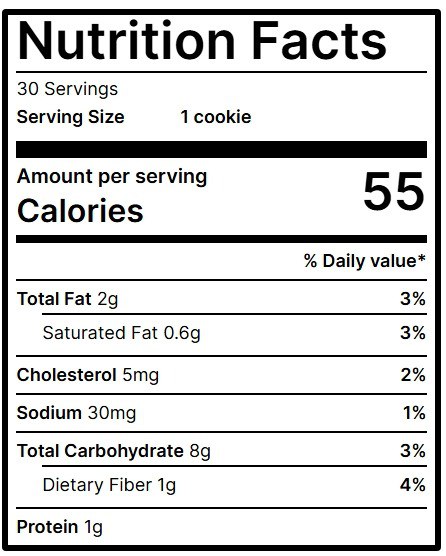 Nutrition Facts
30 Servings
Serving Size 1 cookie
Amount per serving
Calories 55
% Daily value*
Total Fat 2g 3%
Saturated Fat 0.6g 3%
Cholesterol 5mg 2%
Sodium 30mg 1%
Total Carbohydrate 8g 3%
Dietary Fiber 1g 4%
Protein 1g